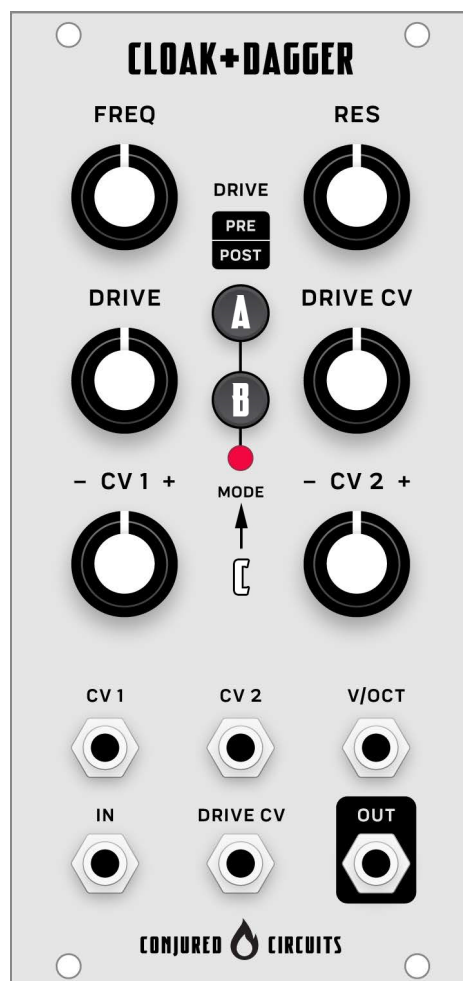 CLOAK+DAGGER
FREQ
RES
DRIVE
PRE
POST
DRIVE
DRIVE CV
A
B
- CV 1 +
MODE
- CV 2 +
C
CV 1
CV 2
V/OCT
IN
DRIVE CV
OUT
CONJURED CIRCUITS